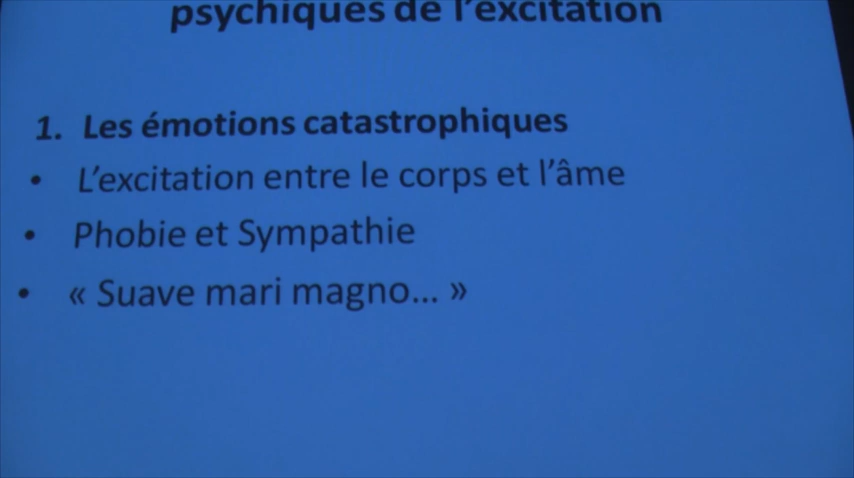 psychiques de l'excitation
1. Les émotions catastrophiques
• L'excitation entre le corps et l'âme
• Phobie et Sympathie
• « Suave mari magno... »